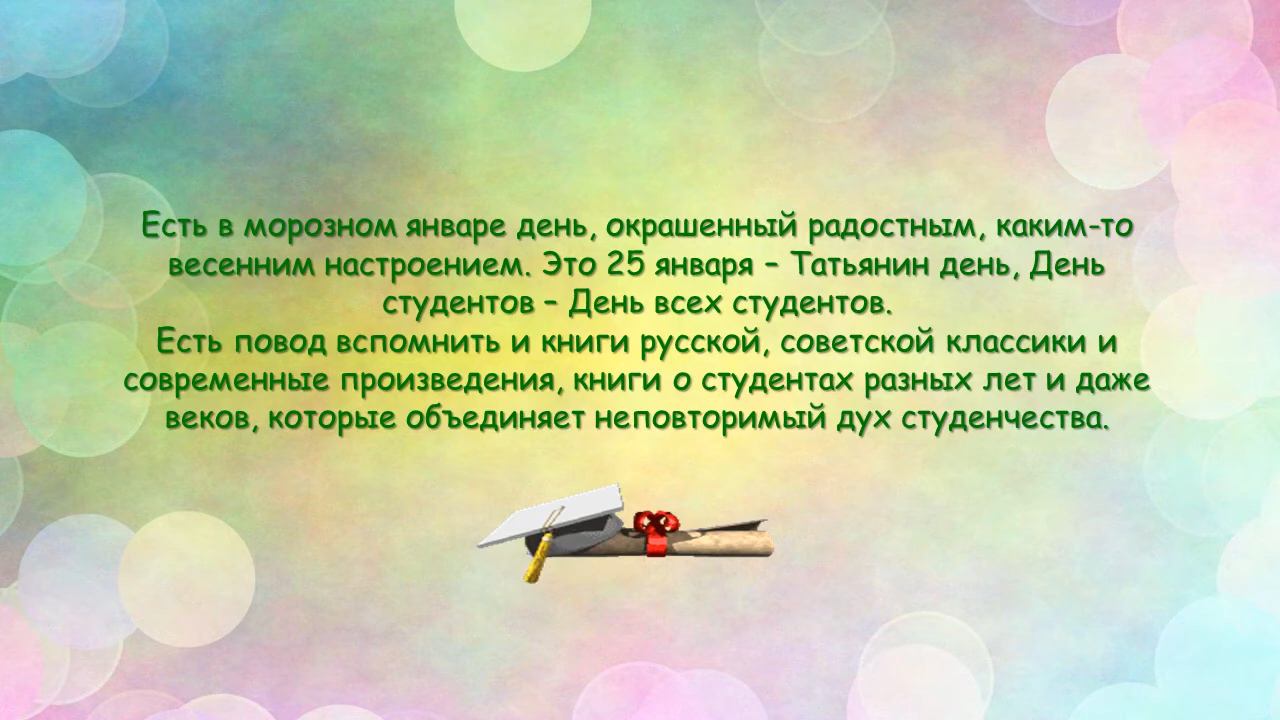 Есть в морозном январе день, окрашенный радостным, каким-то
весенним настроением. Это 25 января – Татьянин день, День
студентов – День всех студентов.
Есть повод вспомнить и книги русской, советской классики и
современные произведения, книги о студентах разных лет и даже
веков, которые объединяет неповторимый дух студенчества.